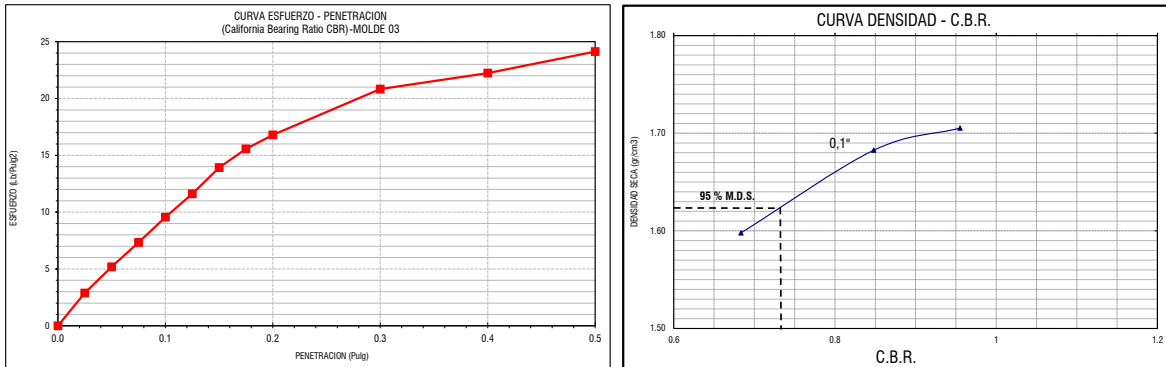 CURVA ESFUERZO - PENETRACION
(California Bearing Ratio CBR)-MOLDE 03
ESFUERZO (Lb/Pulg2)
25
20
15
10
5
0
0.0 0.1 0.2 0.3 0.4 0.5
PENETRACION (Pulg)
CURVA DENSIDAD - C.B.R.
DENSIDAD SECA (gr/cm3)
1.80
1.70
1.60
1.50
0,1"
95 % M.D.S.
0.6 0.8 1 1.2
C.B.R.